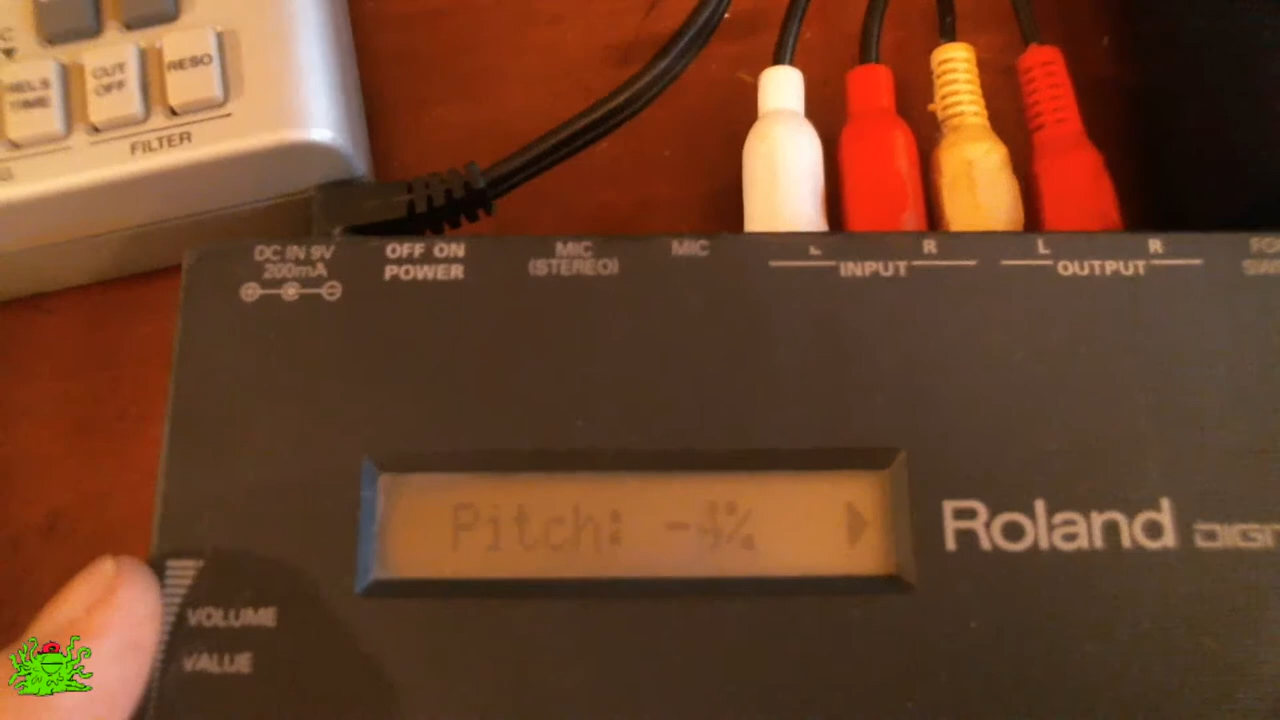 CUT OFF
RESO
FILTER
DC IN 9V
200mA
OFF ON
POWER
MIC
(STEREO)
MIC
L R
INPUT
L R
OUTPUT
Pitch:
Roland
VOLUME
VALUE